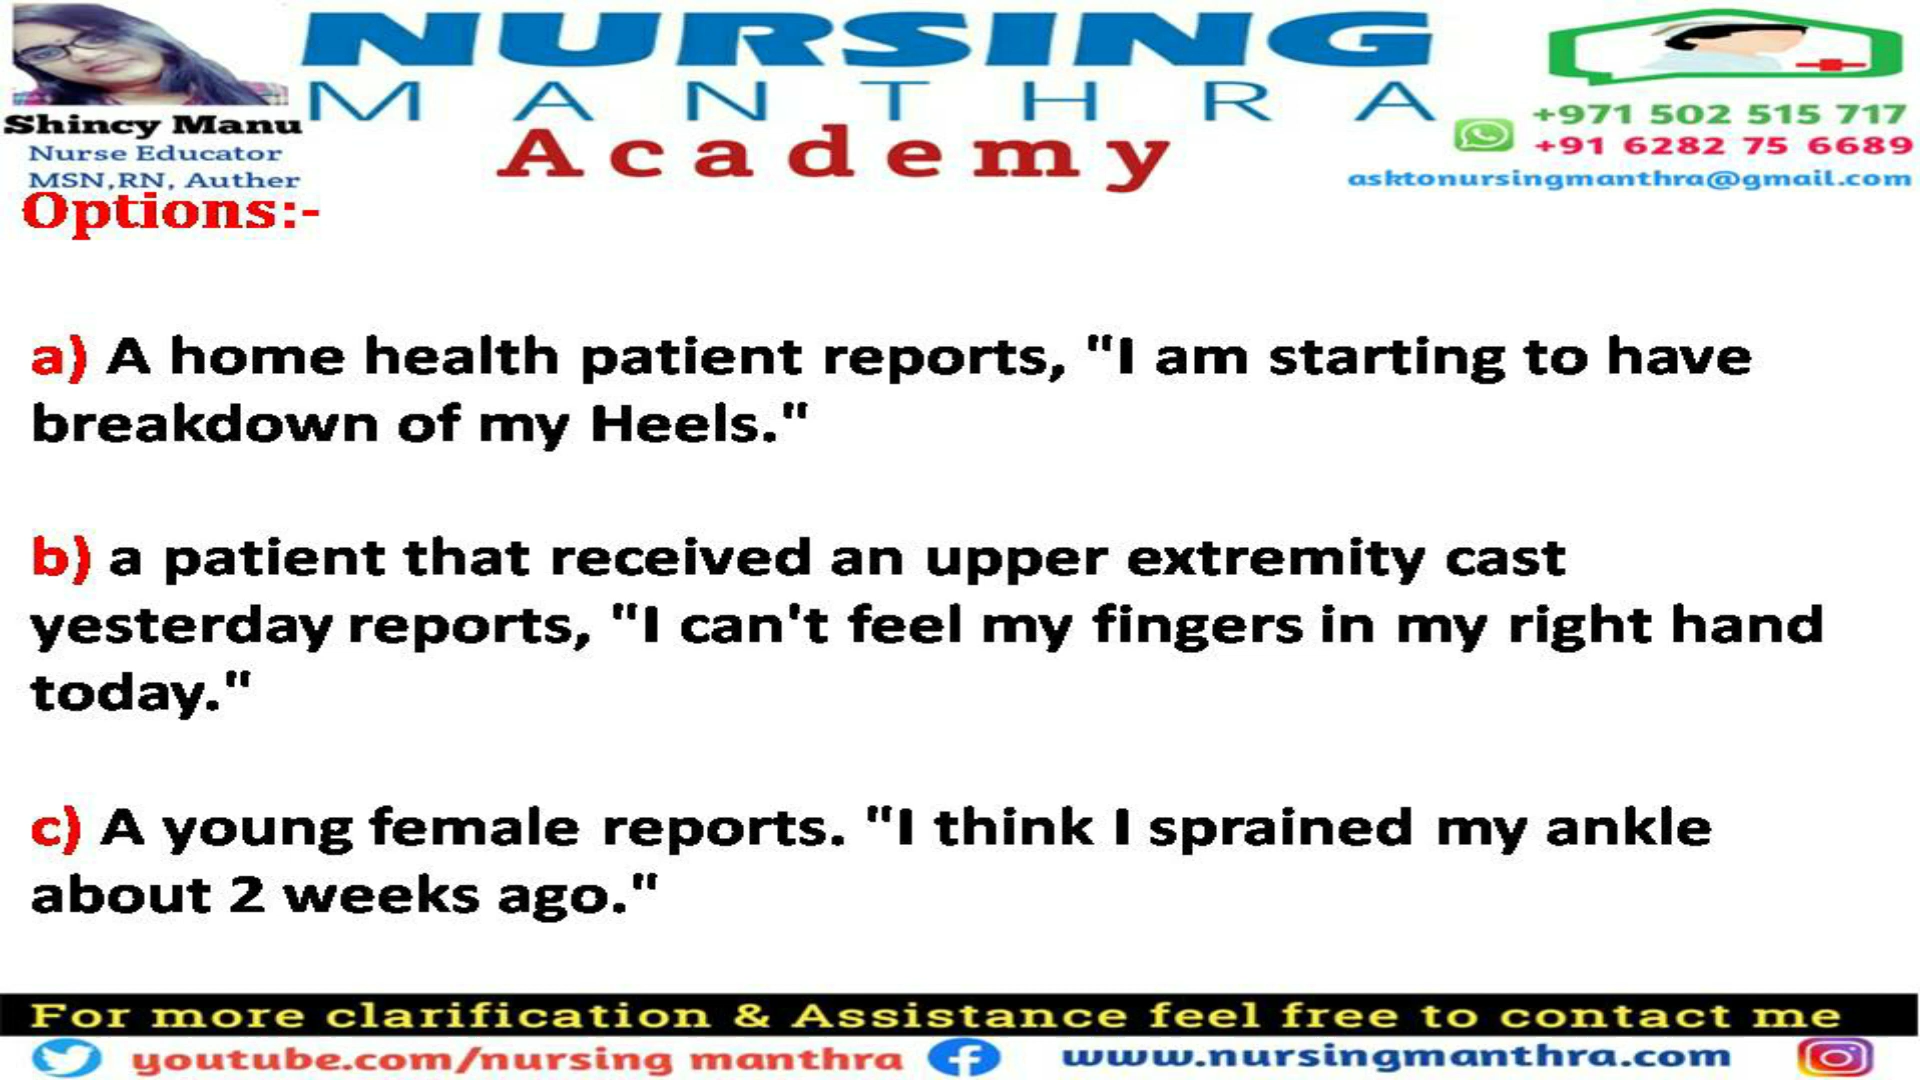 NURSING
MANTHRA
Academy
Shincy Manu
Nurse Educator
MSN,RN, Auther
+971 502 515 717
+91 6282 75 6689
asktonursingmanthra@gmail.com
Options:-
a) A home health patient reports, "I am starting to have
breakdown of my Heels."
b) a patient that received an upper extremity cast
yesterday reports, "I can't feel my fingers in my right hand
today."
c) A young female reports. "I think I sprained my ankle
about 2 weeks ago."
For more clarification & Assistance feel free to contact me
youtube.com/nursing manthra
www.nursingmanthra.com